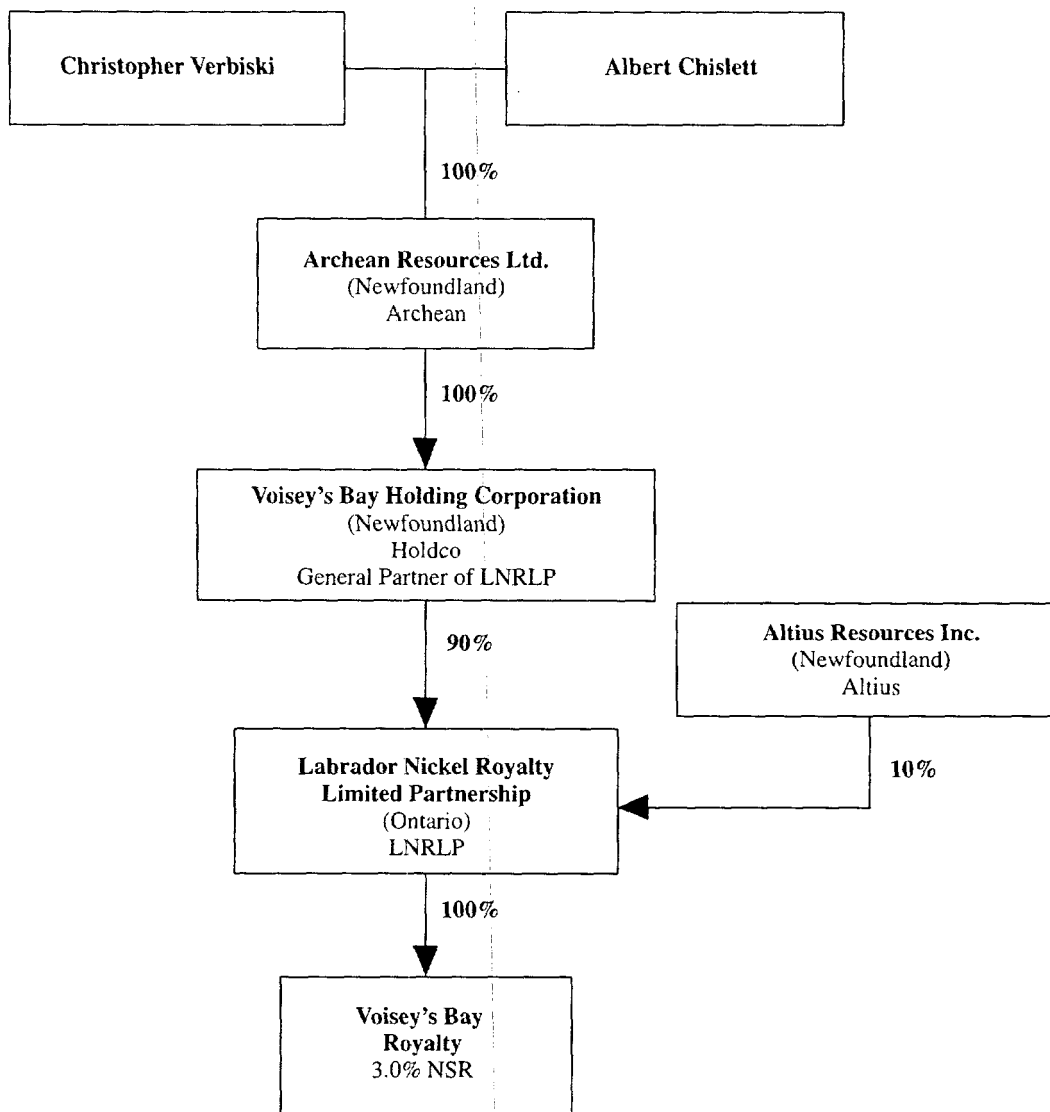 Christopher Verbiski
Albert Chislett
100%
Archean Resources Ltd.
(Newfoundland)
Archean
100%
Voisey's Bay Holding Corporation
(Newfoundland)
Holdco
General Partner of LNRLP
90%
Altius Resources Inc.
(Newfoundland)
Altius
Labrador Nickel Royalty
Limited Partnership
(Ontario)
LNRLP
10%
100%
Voisey's Bay
Royalty
3.0% NSR